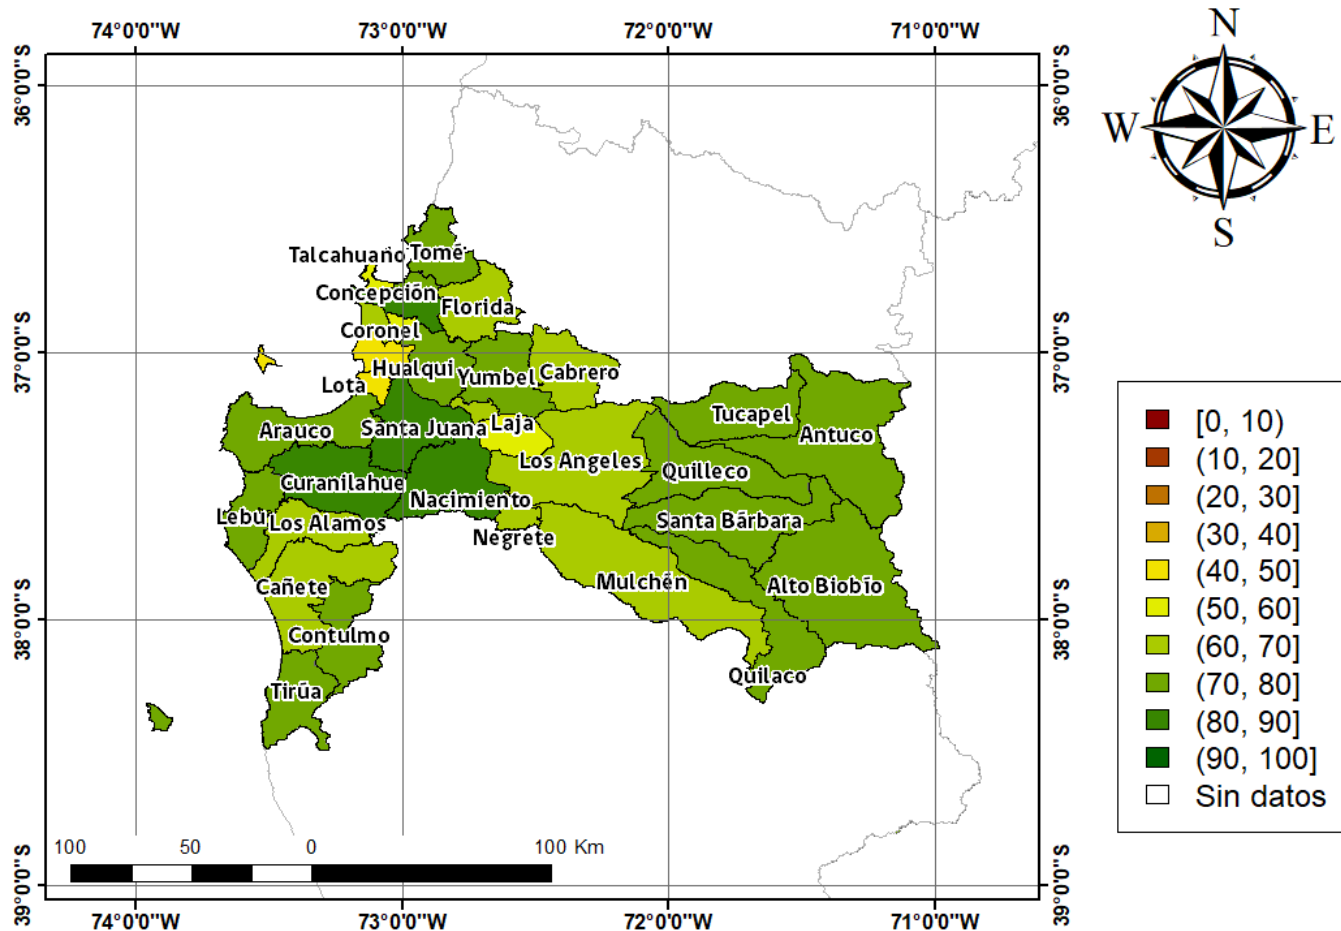 74°0'0"W 73°0'0"W 72°0'0"W 71°0'0"W
36°0'0"S 36°0'0"S
37°0'0"S 37°0'0"S
38°0'0"S 38°0'0"S
39°0'0"S 39°0'0"S
N
W E
S
Talcahuano Tomé
Concepción
Florida
Coronel
Hualqui
Yumbel
Cabrero
Lota
Tucapel
Arauco
Santa Juana
Laja
Antuco
Los Angeles
Quilleco
Curanilahue
Nacimiento
Lebu
Los Alamos
Santa Bárbara
Negrete
Cañete
Mulchén
Alto Biobío
Contulmo
Quilaco
Tirúa
[0, 10)
(10, 20]
(20, 30]
(30, 40]
(40, 50]
(50, 60]
(60, 70]
(70, 80]
(80, 90]
(90, 100]
Sin datos
100 50 0 100 Km
74°0'0"W 73°0'0"W 72°0'0"W 71°0'0"W